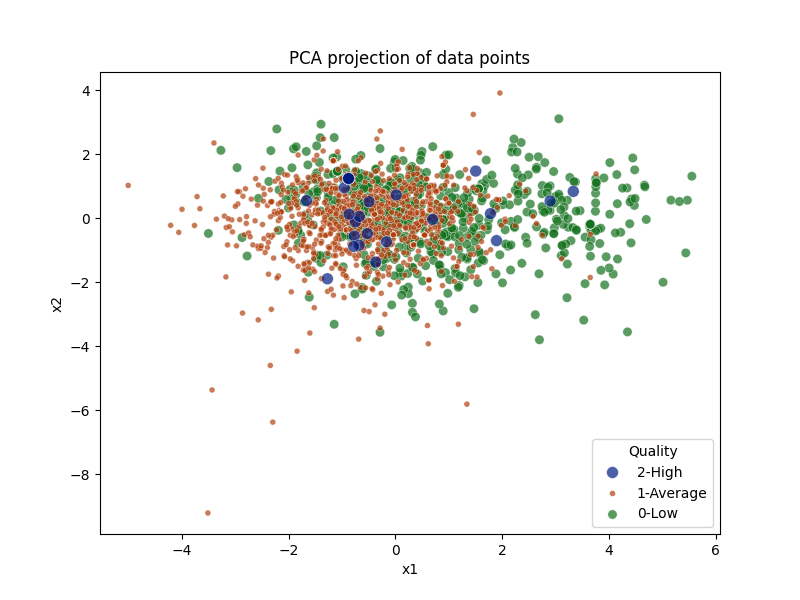 PCA projection of data points
x2
4
2
0
−2
−4
−6
−8
−4
−2
0
2
4
6
x1
Quality
2-High
1-Average
0-Low